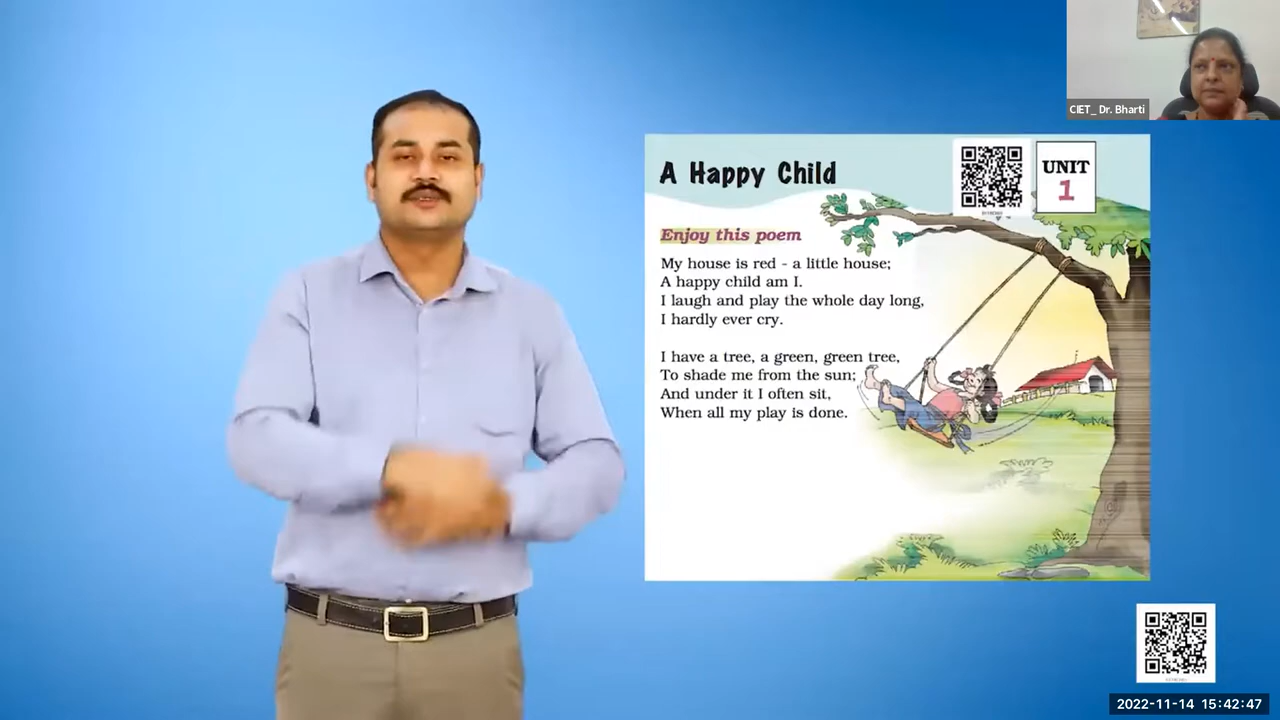 CIET_ Dr. Bharti
A Happy Child
UNIT
1
Enjoy this poem
My house is red - a little house;
A happy child am I.
I laugh and play the whole day long,
I hardly ever cry.
I have a tree, a green, green tree,
To shade me from the sun;
And under it I often sit,
When all my play is done.
2022-11-14 15:42:47